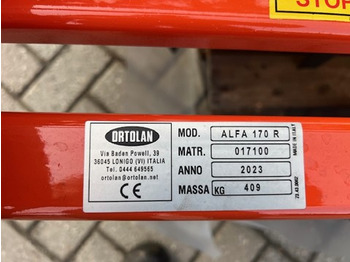 STOP
ORTOLAN
Via Baden Powell, 39
36045 LONIGO (VI) ITALIA
Tel. 0444 649565
ortolan@ortolan.net
CE
MOD. ALFA 170 R
MATR. 017100
ANNO 2023
MASSA KG 409
MADE IN ITALY